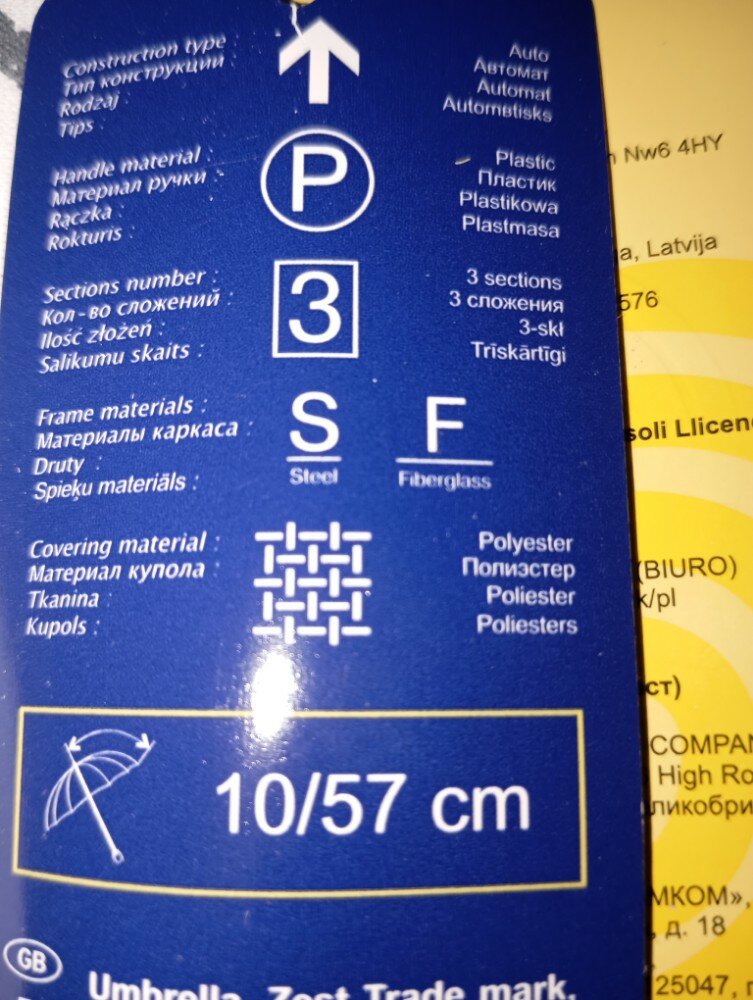 Construction type
Тип конструкции :
Rodzaj :
Tips :
Auto
Автомат
Automat
Automatisks
Handle material :
Материал ручки :
Rączka :
Rokturis :
P
Plastic
Пластик
Plastikowa
Plastmasa
Sections number :
Кол-во сложений :
Ilość złożeń :
Salikumu skaits :
3
3 sections
3 сложения
3-skł
Trīskārtīgi
Frame materials :
Материалы каркаса :
Druty :
Spieķu materiāls :
S
Steel
F
Fiberglass
Covering material :
Материал купола :
Tkanina :
Kupols :
Polyester
Полиэстер
Poliester
Poliesters
10/57 cm
GB
Umbrella. Zest Trade mark.
Nw6 4HY
a, Latvija
576
soli Llicen
(BIURO)
k/pl
ст)
COMPAN
High Ro
ликобри
МКОМ»,
, д. 18
25047,